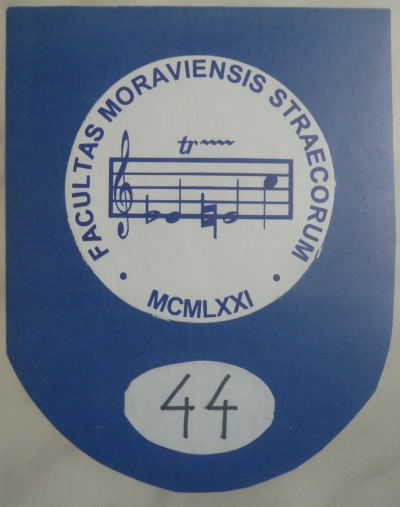 FACULTAS MORAVIENSIS STRAECORUM
tr
MCMLXXI
44